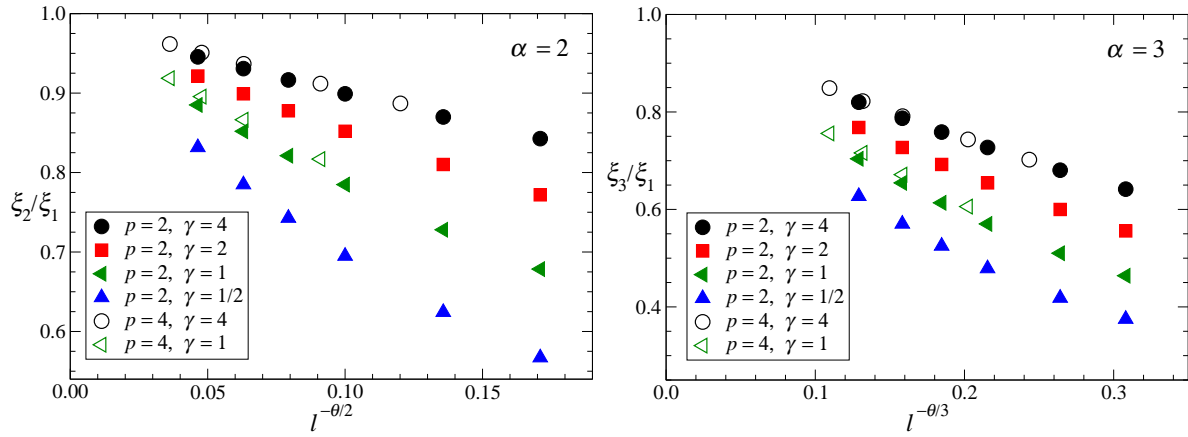 α = 2
1.0
0.9
0.8
ξ₂/ξ₁
0.7
0.6
p = 2, γ = 4
p = 2, γ = 2
p = 2, γ = 1
p = 2, γ = 1/2
p = 4, γ = 4
p = 4, γ = 1
0.00 0.05 0.10 0.15
l^{-θ/2}
α = 3
1.0
0.8
ξ₃/ξ₁
0.6
0.4
p = 2, γ = 4
p = 2, γ = 2
p = 2, γ = 1
p = 2, γ = 1/2
p = 4, γ = 4
p = 4, γ = 1
0.0 0.1 0.2 0.3
l^{-θ/3}